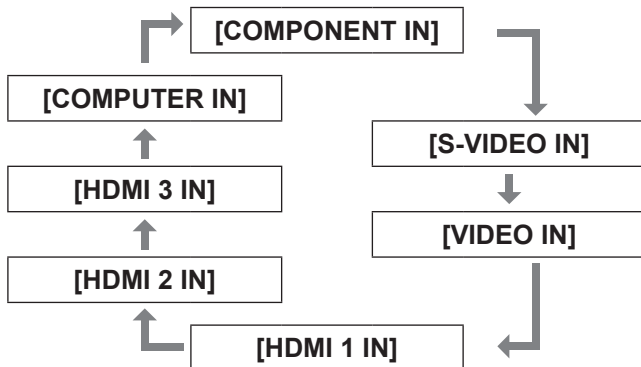 [COMPONENT IN]
[COMPUTER IN]
[S-VIDEO IN]
[HDMI 3 IN]
[VIDEO IN]
[HDMI 2 IN]
[HDMI 1 IN]